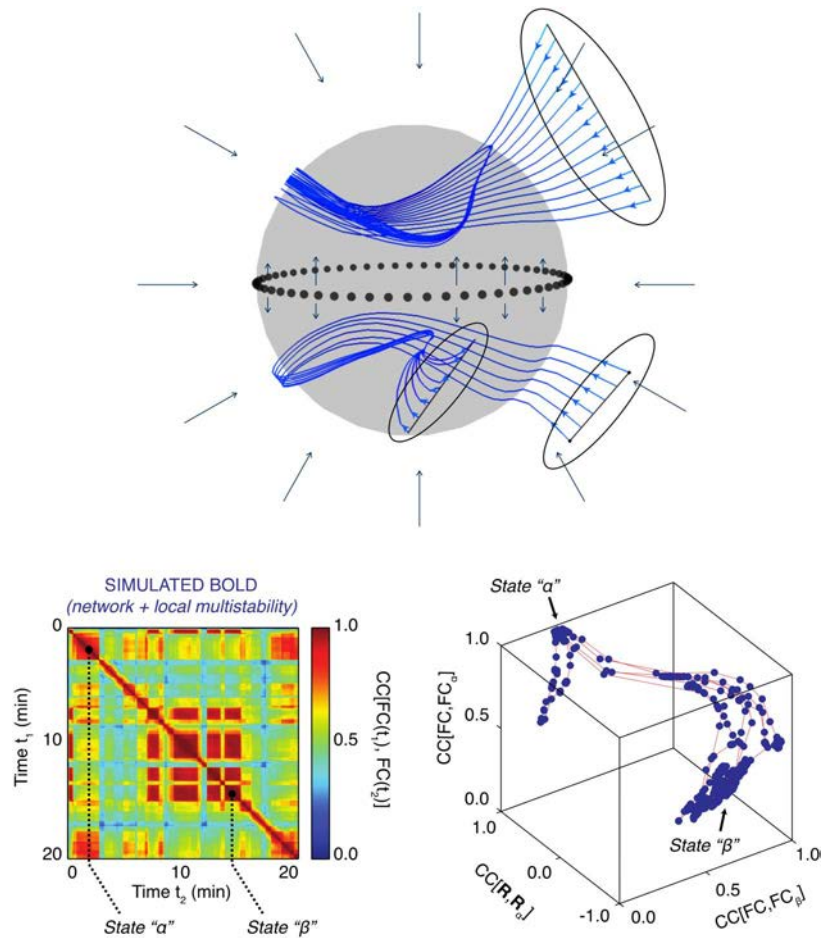 SIMULATED BOLD
(network + local multistability)
0
10
20
Time t1 (min)
0
10
20
Time t2 (min)
State “α”
State “β”
1.0
0.5
0.0
CC[FC(t1), FC(t2)]
State “α”
1.0
0.5
0.0
CC[FC,FCα]
1.0
0.0
-1.0
CC[R,Rα]
0.0
0.5
1.0
CC[FC,FCβ]
State “β”